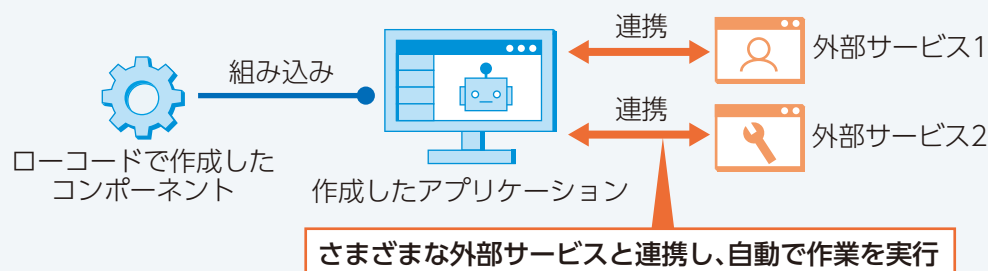 連携
外部サービス1
組み込み
連携
外部サービス2
ローコードで作成した
コンポーネント
作成したアプリケーション
さまざまな外部サービスと連携し、自動で作業を実行